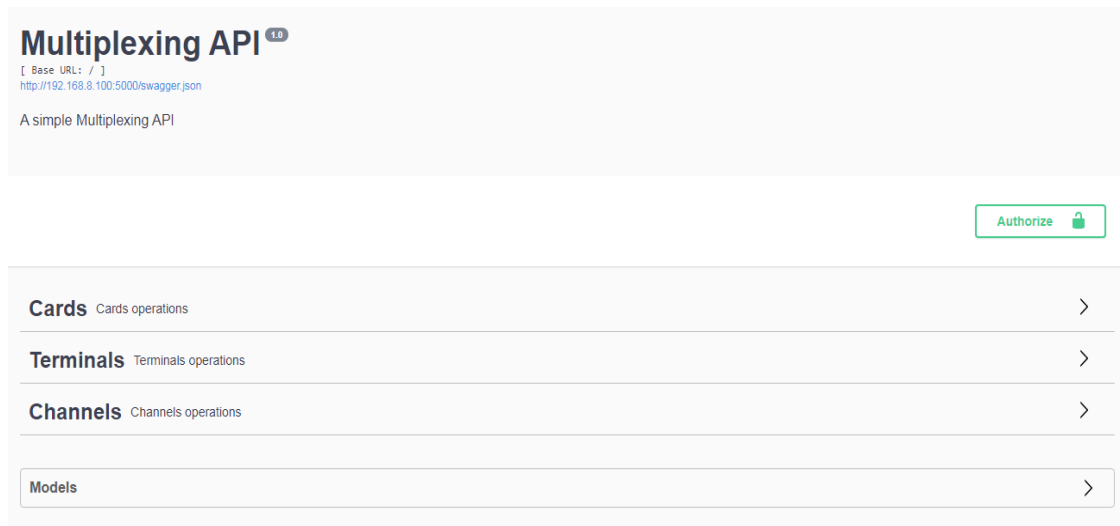 Multiplexing API 1.0
[ Base URL: / ]
http://192.168.8.100:5000/swagger.json
A simple Multiplexing API
Authorize
Cards Cards operations
Terminals Terminals operations
Channels Channels operations
Models